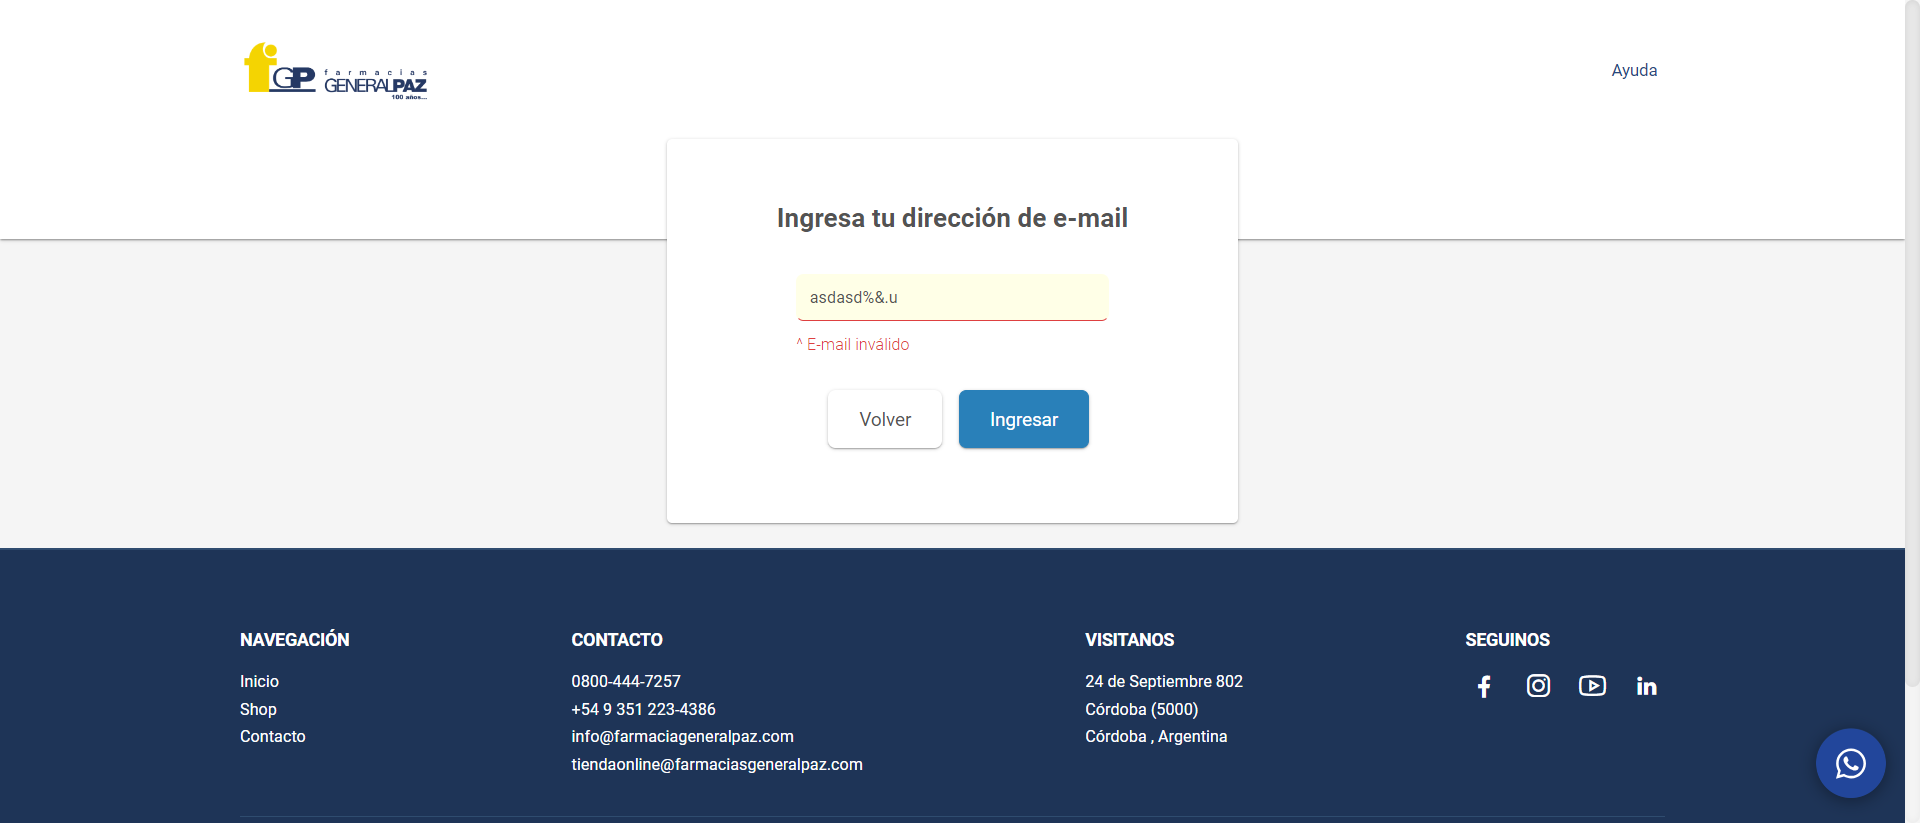 farmacias
GENERALPAZ
100 años...
GP
Ayuda
Ingresa tu dirección de e-mail
asdasd%&.u
^ E-mail inválido
Volver
Ingresar
NAVEGACIÓN
Inicio
Shop
Contacto
CONTACTO
0800-444-7257
+54 9 351 223-4386
info@farmaciageneralpaz.com
tiendaonline@farmaciasgeneralpaz.com
VISITANOS
24 de Septiembre 802
Córdoba (5000)
Córdoba , Argentina
SEGUINOS